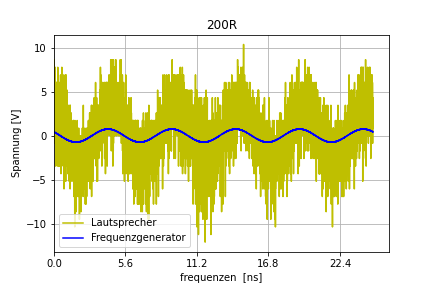 200R
Spannung [V]
10
5
0
−5
−10
Lautsprecher
Frequenzgenerator
0.0 5.6 11.2 16.8 22.4
frequenzen [ns]